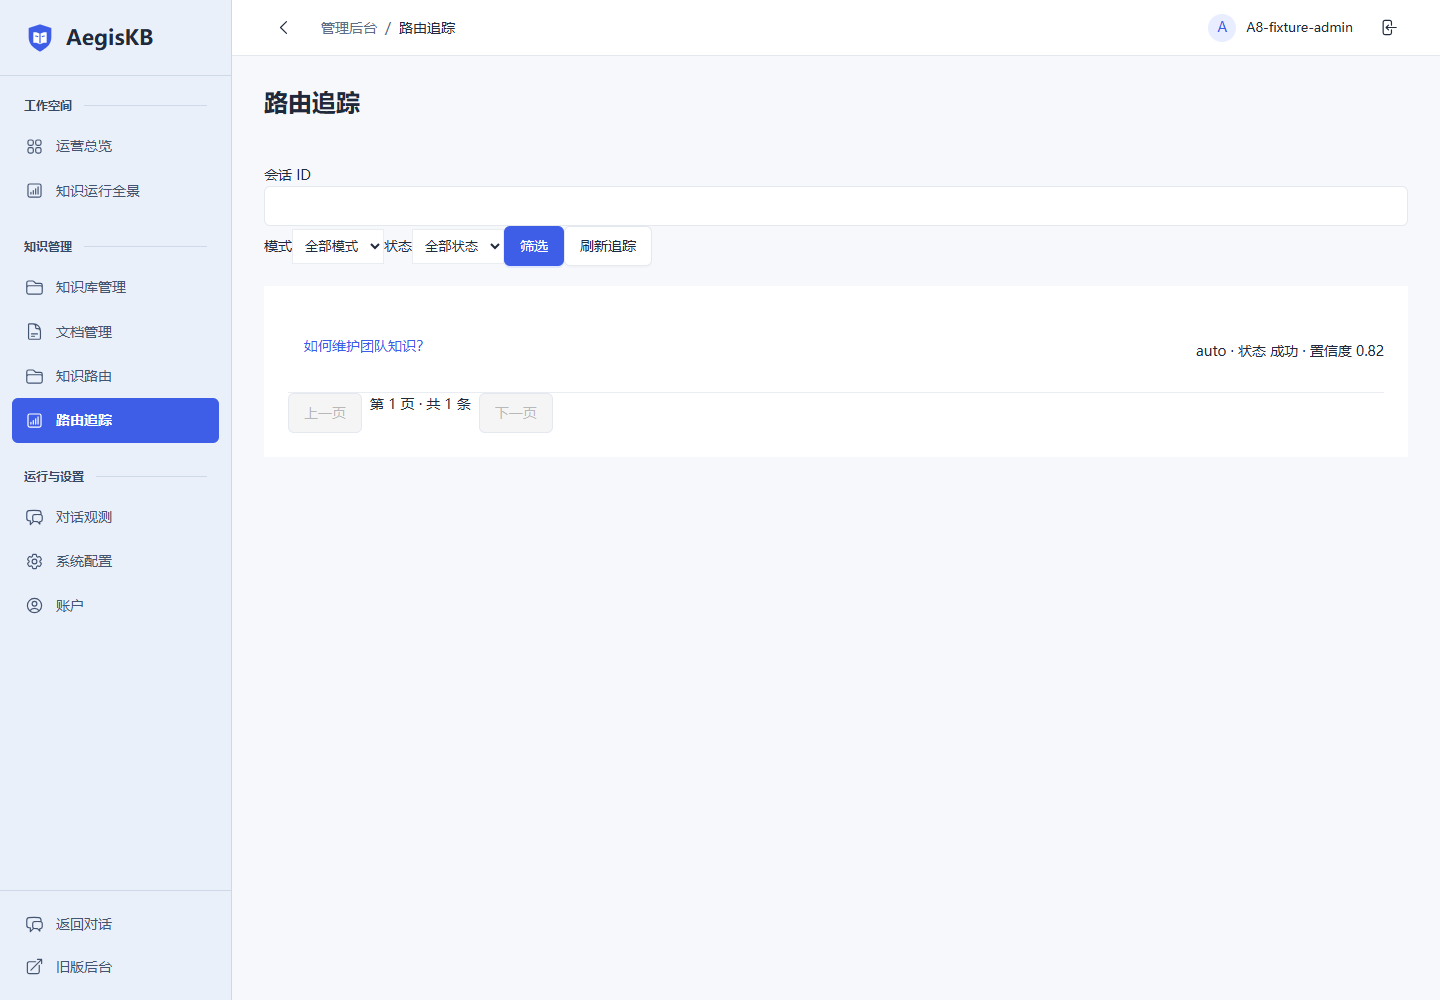 AegisKB
工作空间
运营总览
知识运行全景
知识管理
知识库管理
文档管理
知识路由
路由追踪
运行与设置
对话观测
系统配置
账户
返回对话
旧版后台
管理后台 / 路由追踪
A A8-fixture-admin
路由追踪
会话 ID
模式 全部模式 状态 全部状态 筛选 刷新追踪
如何维护团队知识?
auto · 状态 成功 · 置信度 0.82
上一页 第 1 页 · 共 1 条 下一页